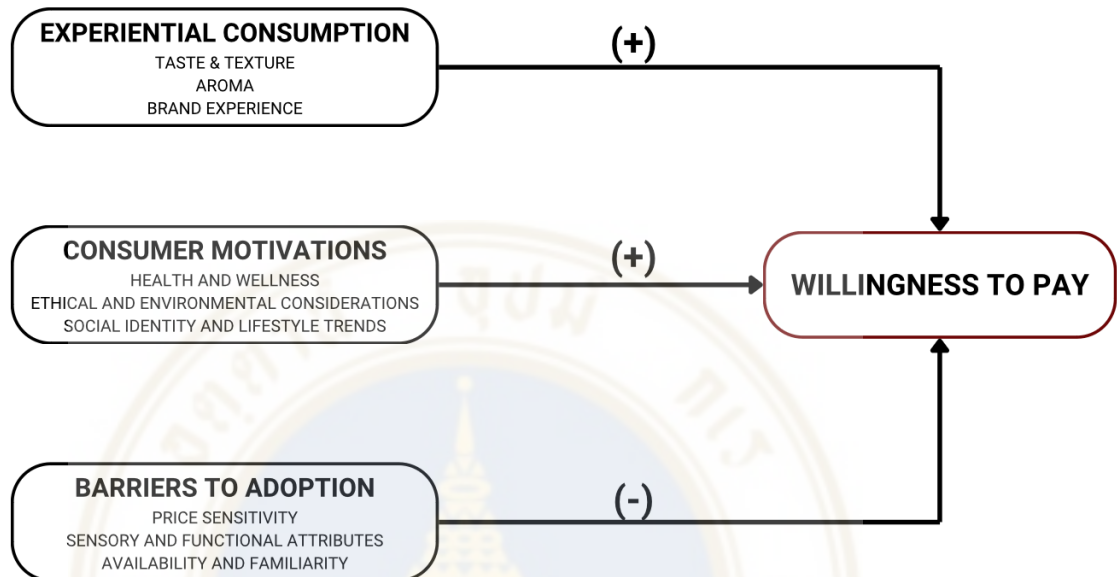 EXPERIENTIAL CONSUMPTION
TASTE & TEXTURE
AROMA
BRAND EXPERIENCE
(+)
CONSUMER MOTIVATIONS
HEALTH AND WELLNESS
ETHICAL AND ENVIRONMENTAL CONSIDERATIONS
SOCIAL IDENTITY AND LIFESTYLE TRENDS
(+)
WILLINGNESS TO PAY
BARRIERS TO ADOPTION
PRICE SENSITIVITY
SENSORY AND FUNCTIONAL ATTRIBUTES
AVAILABILITY AND FAMILIARITY
(-)